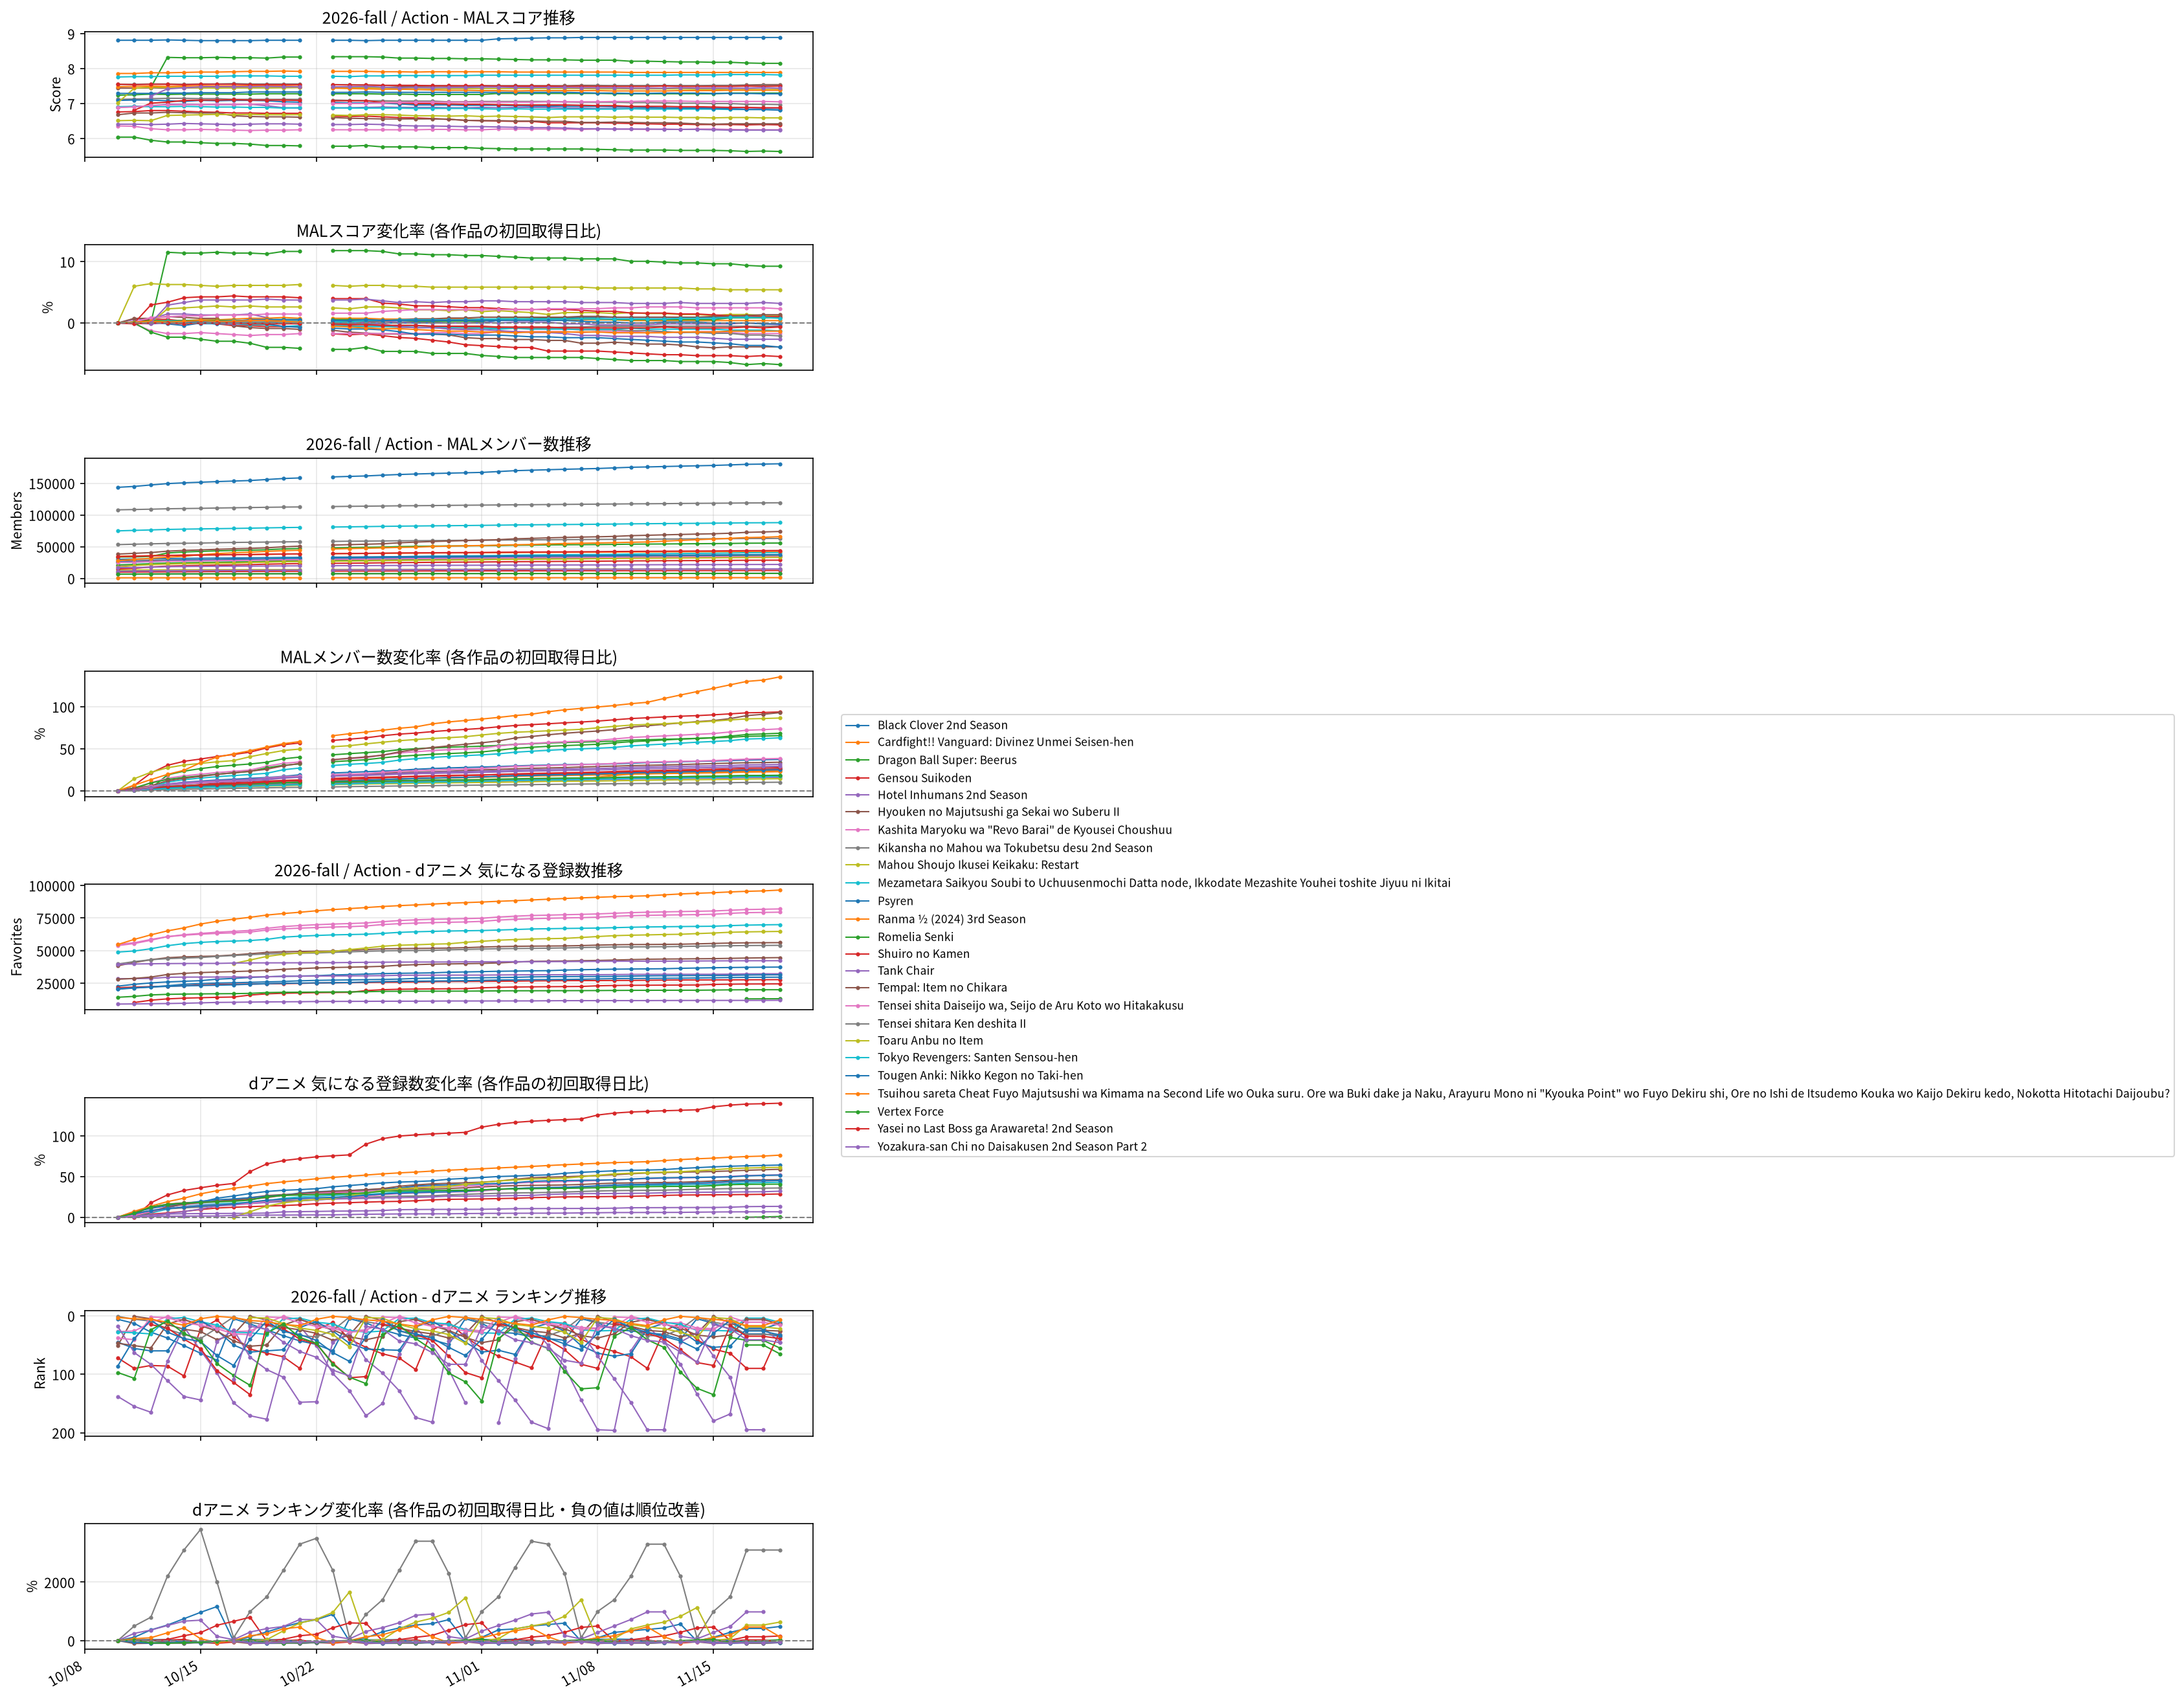 2026-fall / Action - MALスコア推移
9
8
7
6
Score
MALスコア変化率 (各作品の初回取得日比)
10
0
%
2026-fall / Action - MALメンバー数推移
150000
100000
50000
0
Members
MALメンバー数変化率 (各作品の初回取得日比)
100
50
0
%
2026-fall / Action - dアニメ 気になる登録数推移
100000
75000
50000
25000
Favorites
dアニメ 気になる登録数変化率 (各作品の初回取得日比)
100
50
0
%
2026-fall / Action - dアニメ ランキング推移
0
100
200
Rank
dアニメ ランキング変化率 (各作品の初回取得日比・負の値は順位改善)
2000
0
%
10/08
10/15
10/22
11/01
11/08
11/15
Black Clover 2nd Season
Cardfight!! Vanguard: Divinez Unmei Seisen-hen
Dragon Ball Super: Beerus
Gensou Suikoden
Hotel Inhumans 2nd Season
Hyouken no Majutsushi ga Sekai wo Suberu II
Kashita Maryoku wa "Revo Barai" de Kyousei Choushuu
Kikansha no Mahou wa Tokubetsu desu 2nd Season
Mahou Shoujo Ikusei Keikaku: Restart
Mezametara Saikyou Soubi to Uchuusenmochi Datta node, Ikkodate Mezashite Youhei toshite Jiyuu ni Ikitai
Psyren
Ranma ½ (2024) 3rd Season
Romelia Senki
Shuiro no Kamen
Tank Chair
Tempal: Item no Chikara
Tensei shita Daiseijo wa, Seijo de Aru Koto wo Hitakakusu
Tensei shitara Ken deshita II
Toaru Anbu no Item
Tokyo Revengers: Santen Sensou-hen
Tougen Anki: Nikko Kegon no Taki-hen
Tsuihou sareta Cheat Fuyo Majutsushi wa Kimama na Second Life wo Ouka suru. Ore wa Buki dake ja Naku, Arayuru Mono ni "Kyouka Point" wo Fuyo Dekiru shi, Ore no Ishi de Itsudemo Kouka wo Kaijo Dekiru kedo, Nokotta Hitotachi Daijoubu?
Vertex Force
Yasei no Last Boss ga Arawareta! 2nd Season
Yozakura-san Chi no Daisakusen 2nd Season Part 2